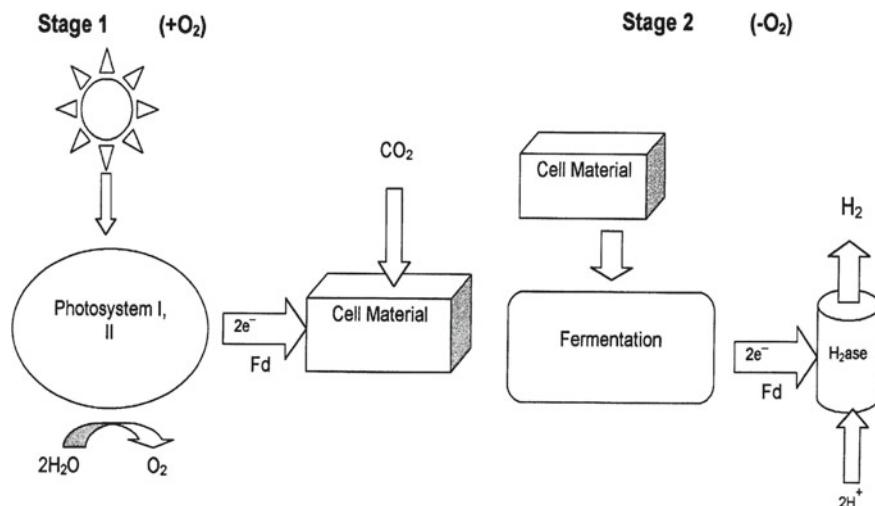 Stage 1 (+O₂)
Stage 2 (-O₂)
CO₂
Cell Material
H₂
Photosystem I,
II
2e⁻
Fd
Cell Material
Fermentation
2e⁻
Fd
H₂ase
2H₂O
O₂
2H⁺